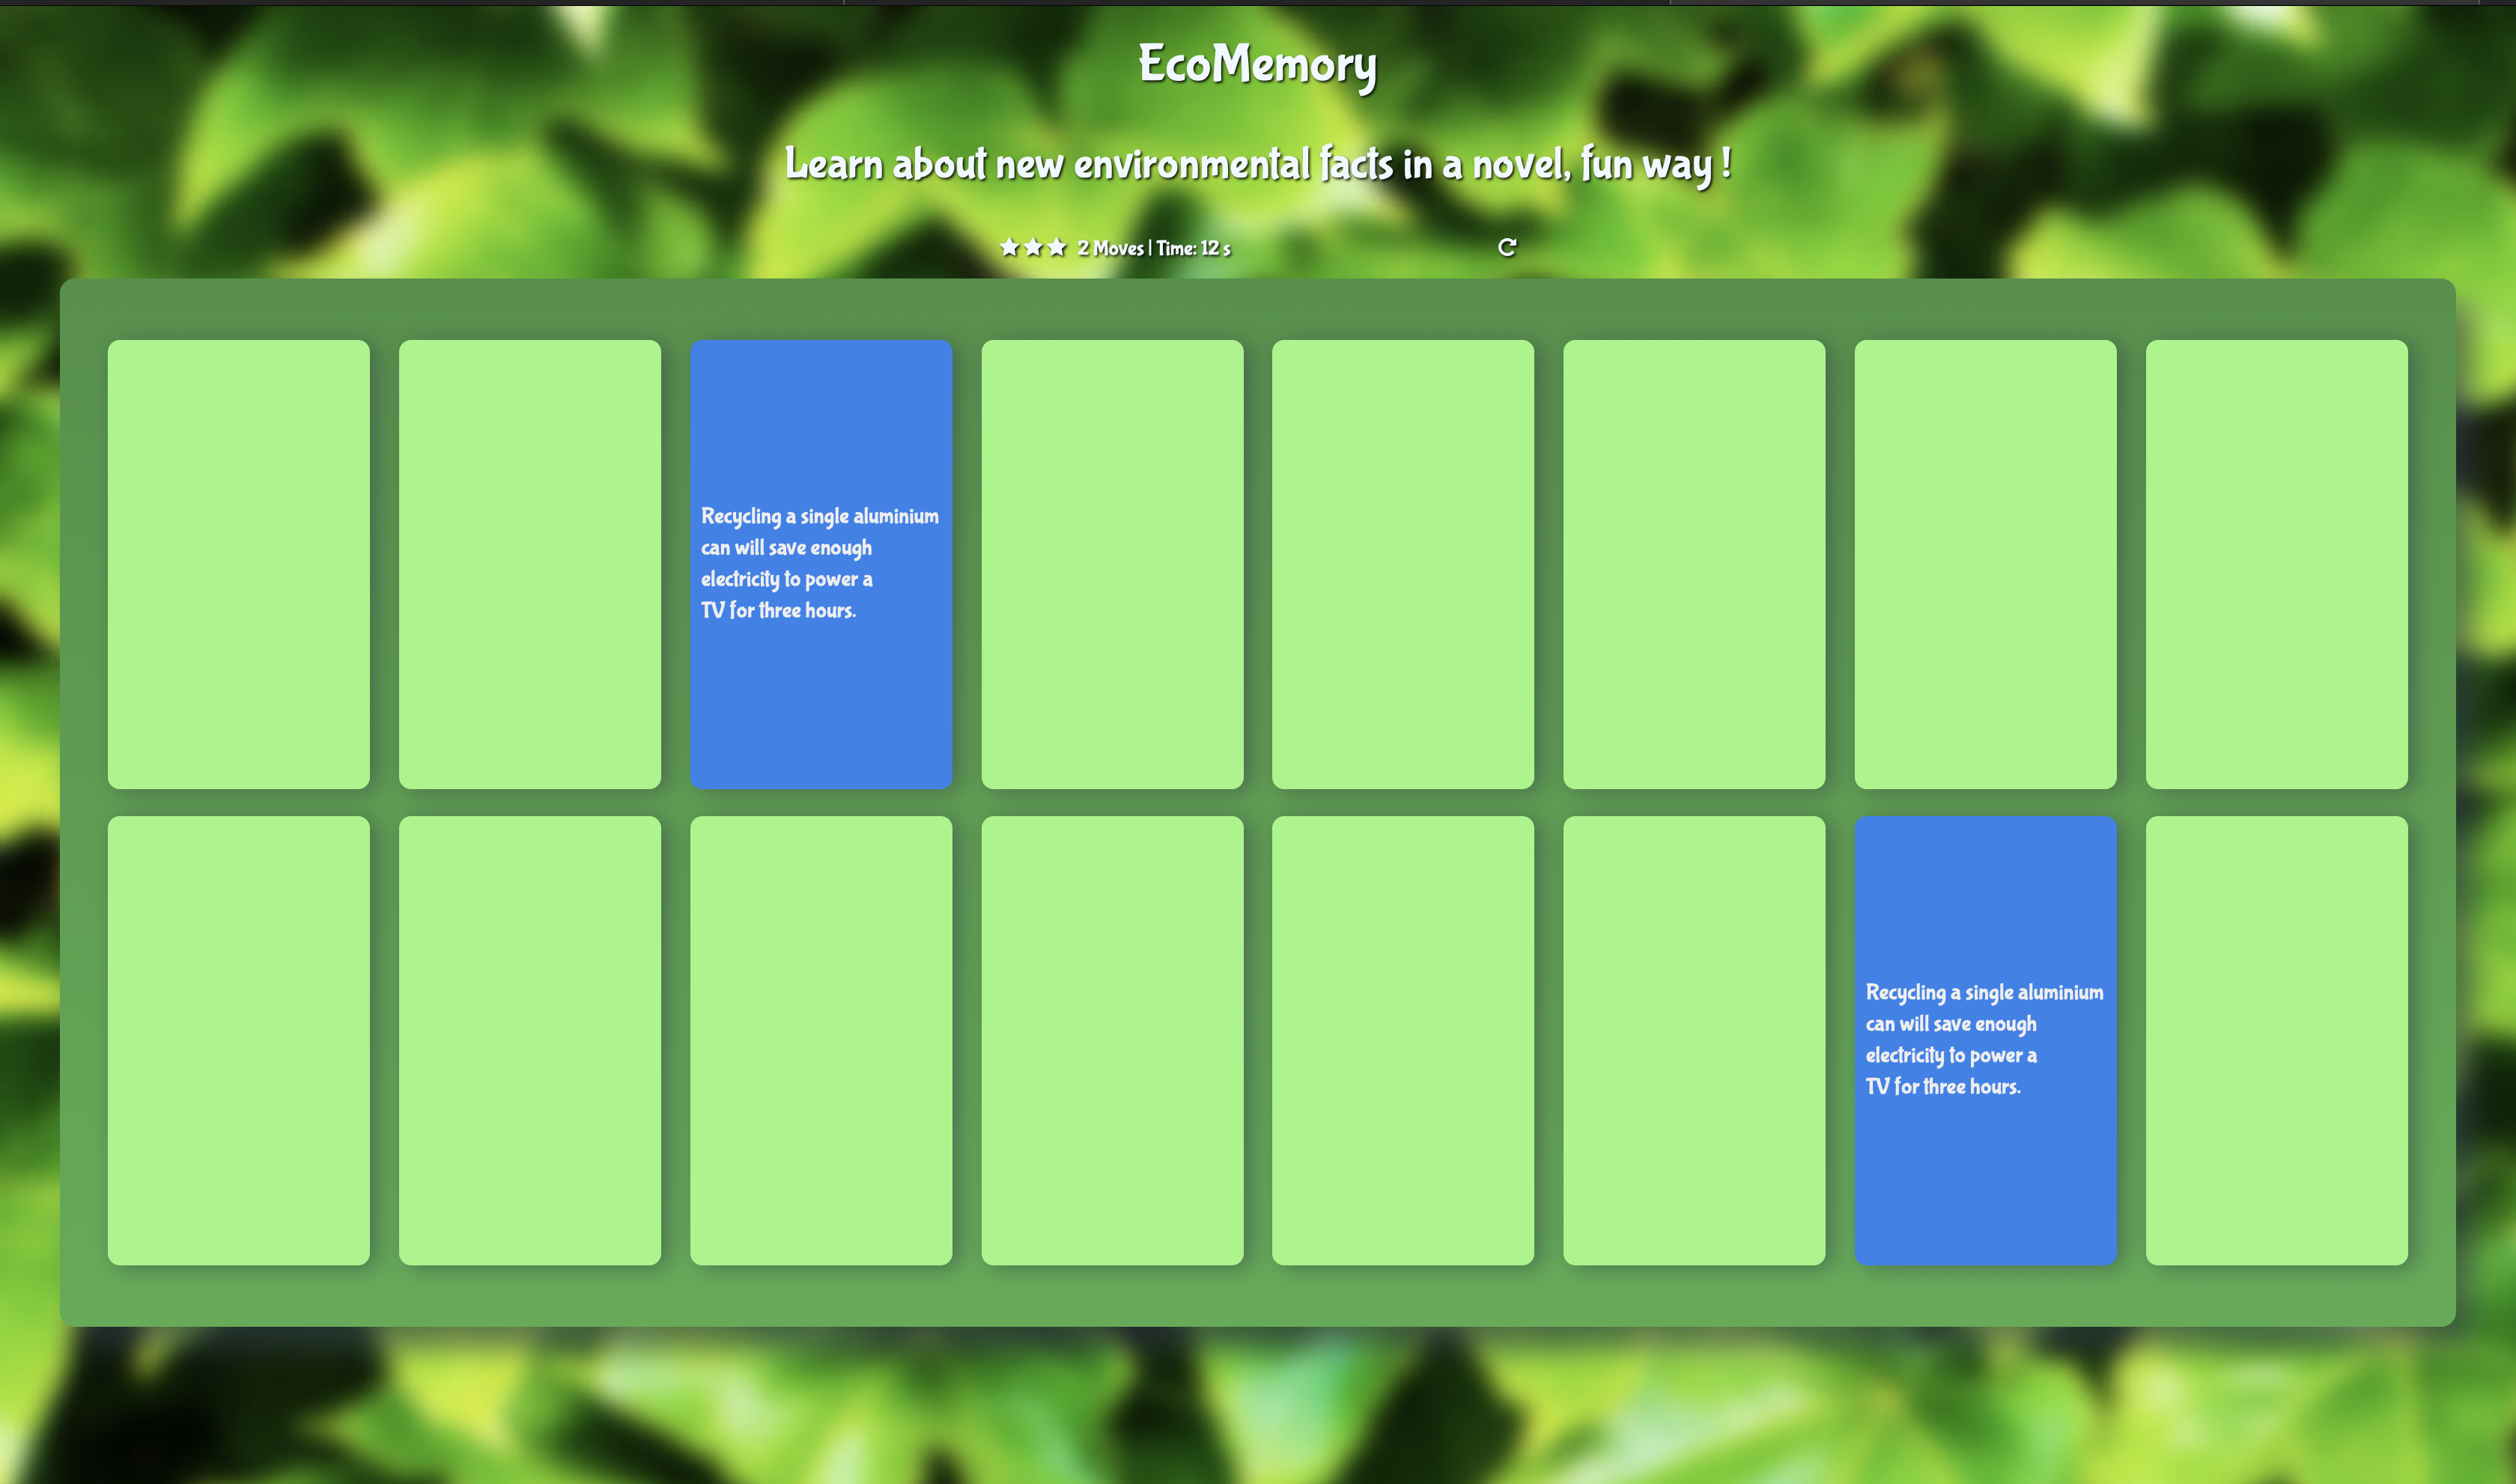 EcoMemory
Learn about new environmental facts in a novel, fun way !
2 Moves | Time: 12 s
Recycling a single aluminium
can will save enough
electricity to power a
TV for three hours.
Recycling a single aluminium
can will save enough
electricity to power a
TV for three hours.